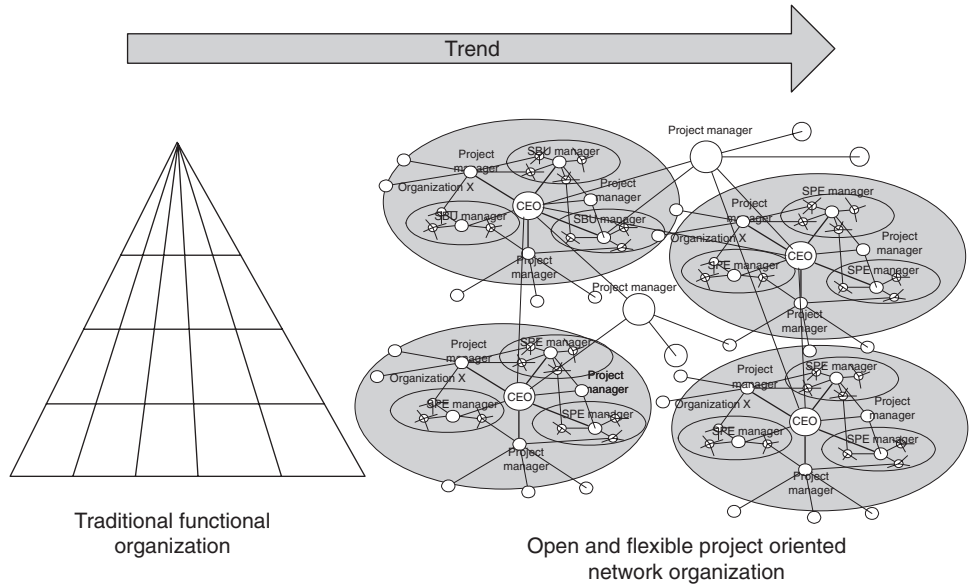 Trend
Project manager
Project
manager
SBU manager
Organization X
Project
manager
CEO
SBU manager
SBU manager
Project
manager
Project
manager
SPE manager
Organization X
Project
manager
CEO
SPE manager
SPE manager
Project
manager
Project manager
Project
manager
SPE manager
Organization X
Project
manager
CEO
SPE manager
SPE manager
Project
manager
Project
manager
SPE manager
Organization X
Project
manager
CEO
SPE manager
SPE manager
Project
manager
Traditional functional
organization
Open and flexible project oriented
network organization